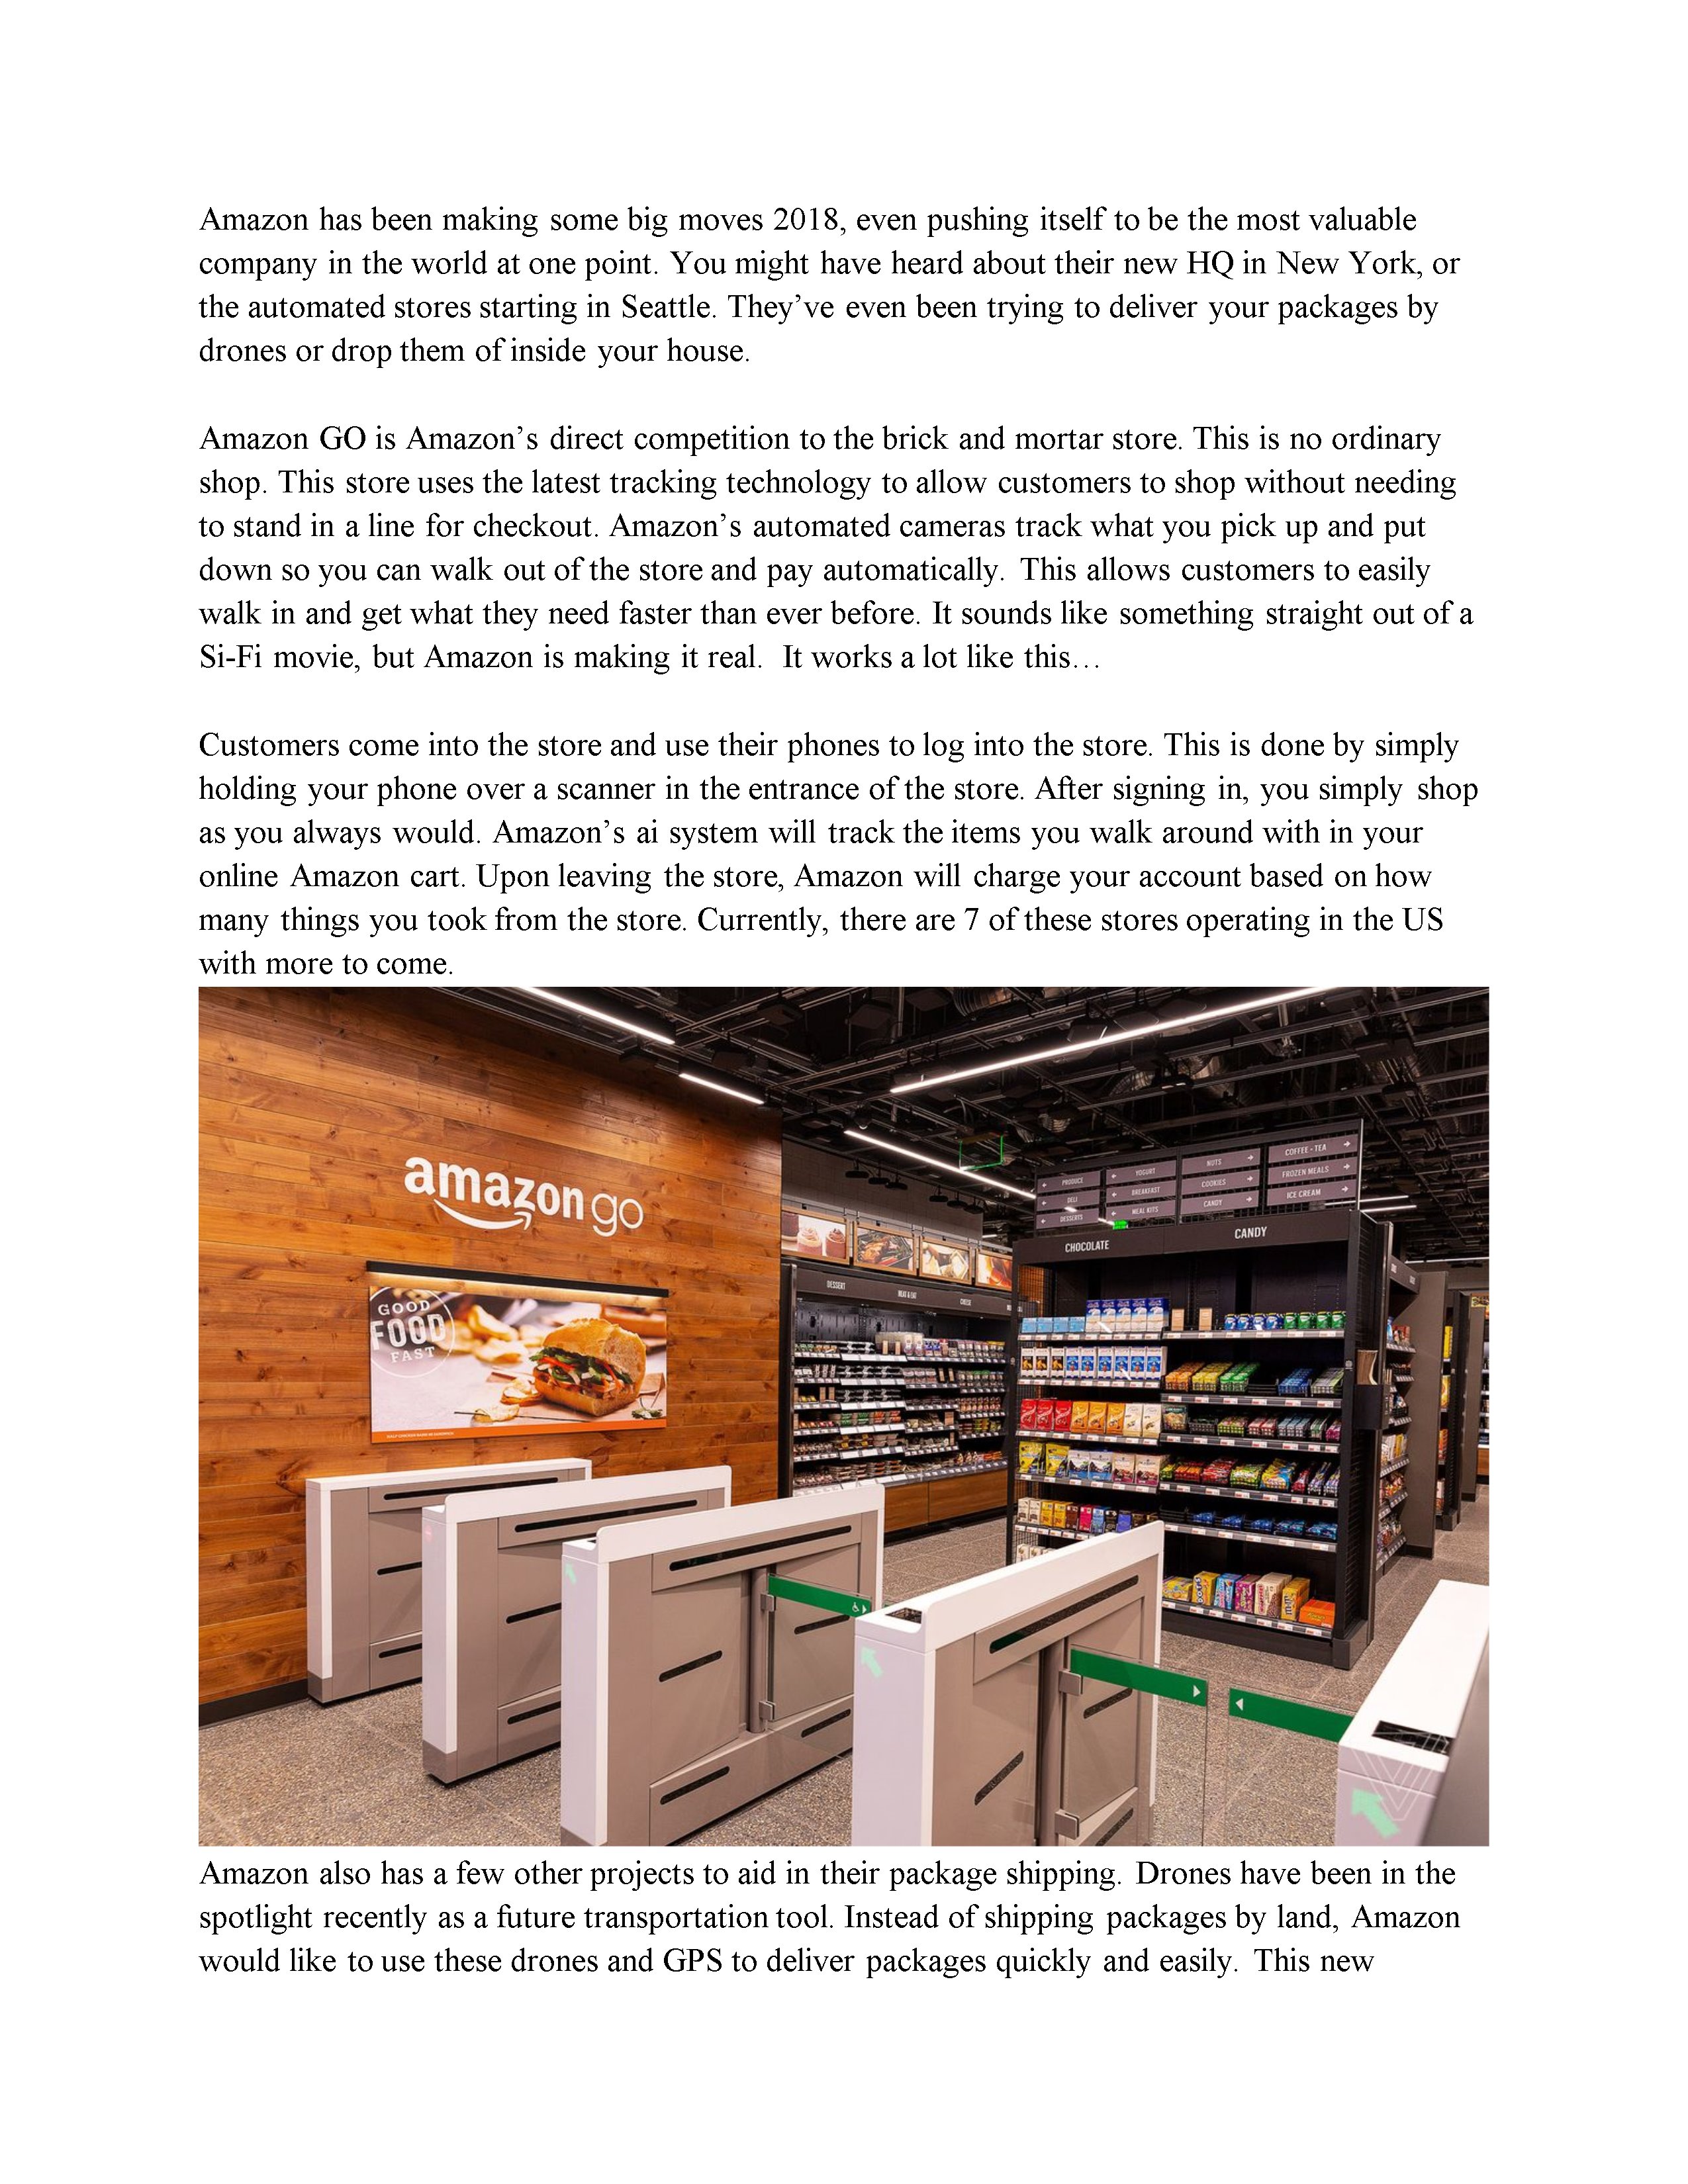 Amazon has been making some big moves 2018, even pushing itself to be the most valuable
company in the world at one point. You might have heard about their new HQ in New York, or
the automated stores starting in Seattle. They’ve even been trying to deliver your packages by
drones or drop them of inside your house.
Amazon GO is Amazon’s direct competition to the brick and mortar store. This is no ordinary
shop. This store uses the latest tracking technology to allow customers to shop without needing
to stand in a line for checkout. Amazon’s automated cameras track what you pick up and put
down so you can walk out of the store and pay automatically. This allows customers to easily
walk in and get what they need faster than ever before. It sounds like something straight out of a
Si-Fi movie, but Amazon is making it real. It works a lot like this…
Customers come into the store and use their phones to log into the store. This is done by simply
holding your phone over a scanner in the entrance of the store. After signing in, you simply shop
as you always would. Amazon’s ai system will track the items you walk around with in your
online Amazon cart. Upon leaving the store, Amazon will charge your account based on how
many things you took from the store. Currently, there are 7 of these stores operating in the US
with more to come.
amazon go
GOOD
FOOD
FAST
PRODUCE
DELI
DESSERTS
YOGURT
BREAKFAST
MEAL KITS
NUTS
COOKIES
CANDY
COFFEE - TEA
FROZEN MEALS
ICE CREAM
CHOCOLATE
CANDY
DESSERT
CHEESE
Amazon also has a few other projects to aid in their package shipping. Drones have been in the
spotlight recently as a future transportation tool. Instead of shipping packages by land, Amazon
would like to use these drones and GPS to deliver packages quickly and easily. This new